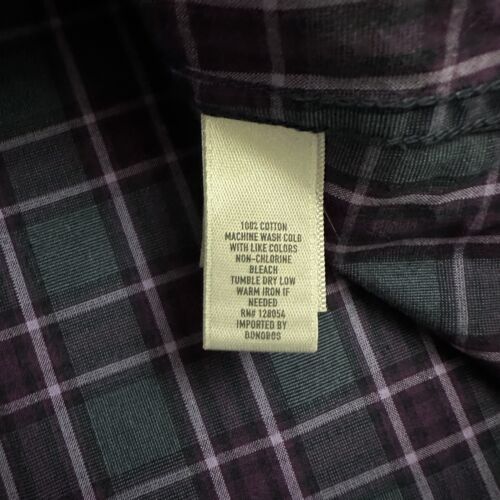 100% COTTON
MACHINE WASH COLD
WITH LIKE COLORS
NON-CHLORINE
BLEACH
TUMBLE DRY LOW
WARM IRON IF
NEEDED
RN# 128054
IMPORTED BY
BONOBOS